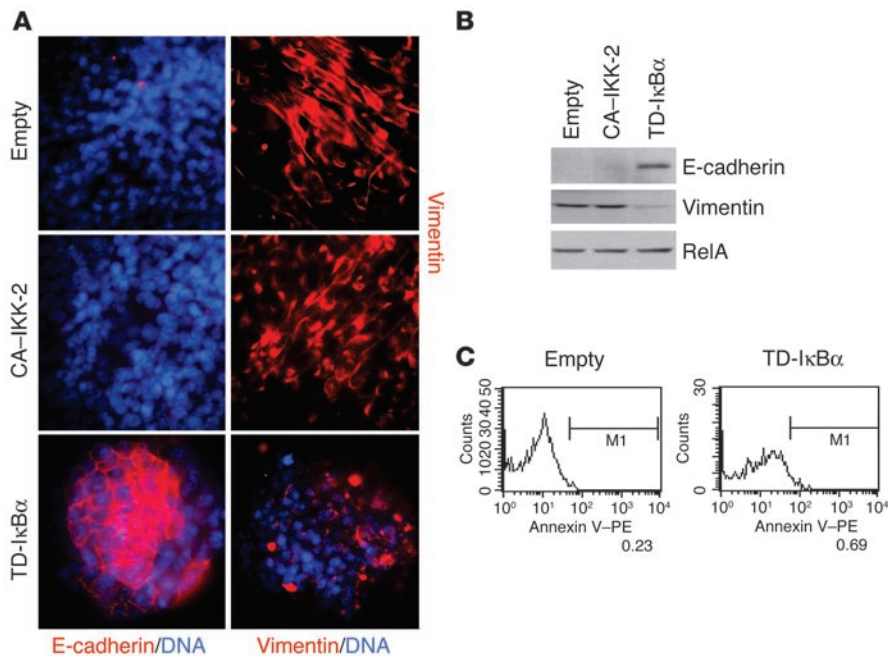 A
Empty
CA–IKK-2
TD-IκBα
Vimentin
E-cadherin/DNA
Vimentin/DNA
B
Empty
CA–IKK-2
TD-IκBα
E-cadherin
Vimentin
RelA
C
Empty
Counts
0 10 20 30 40 50
M1
10⁰ 10¹ 10² 10³ 10⁴
Annexin V–PE
0.23
TD-IκBα
Counts
0 30
M1
10⁰ 10¹ 10² 10³ 10⁴
Annexin V–PE
0.69